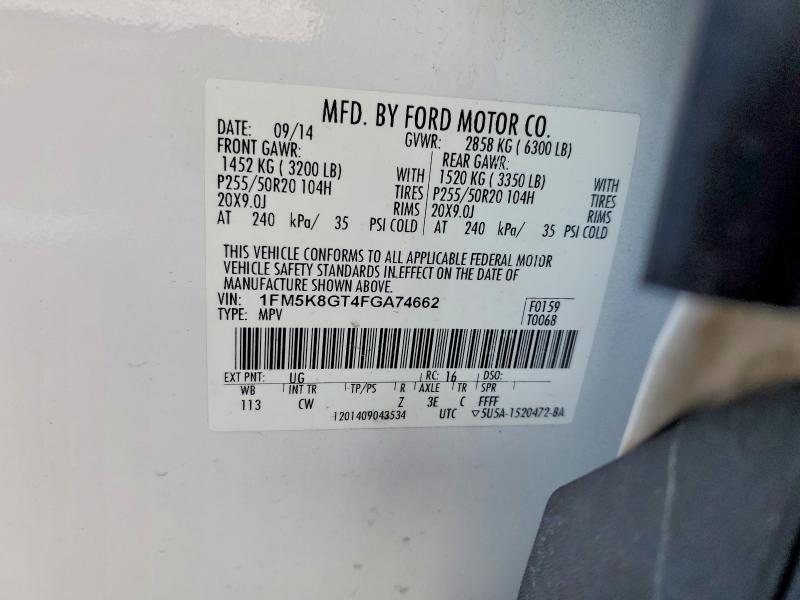 MFD. BY FORD MOTOR CO.
DATE: 09/14 GVWR: 2858 KG ( 6300 LB)
FRONT GAWR: REAR GAWR:
1452 KG ( 3200 LB) WITH 1520 KG ( 3350 LB) WITH
P255/50R20 104H TIRES P255/50R20 104H TIRES
20X9.0J RIMS 20X9.0J RIMS
AT 240 kPa/ 35 PSI COLD AT 240 kPa/ 35 PSI COLD
THIS VEHICLE CONFORMS TO ALL APPLICABLE FEDERAL MOTOR
VEHICLE SAFETY STANDARDS IN EFFECT ON THE DATE OF
MANUFACTURE SHOWN ABOVE.
VIN: 1FM5K8GT4FGA74662 F0159
TYPE: MPV T0068
EXT PNT: UG RC: 16 DSO:
WB INT TR TP/PS R AXLE TR SPR
113 CW Z 3E C FFFF
1201409043534 UTC ▽5U5A-1520472-BA